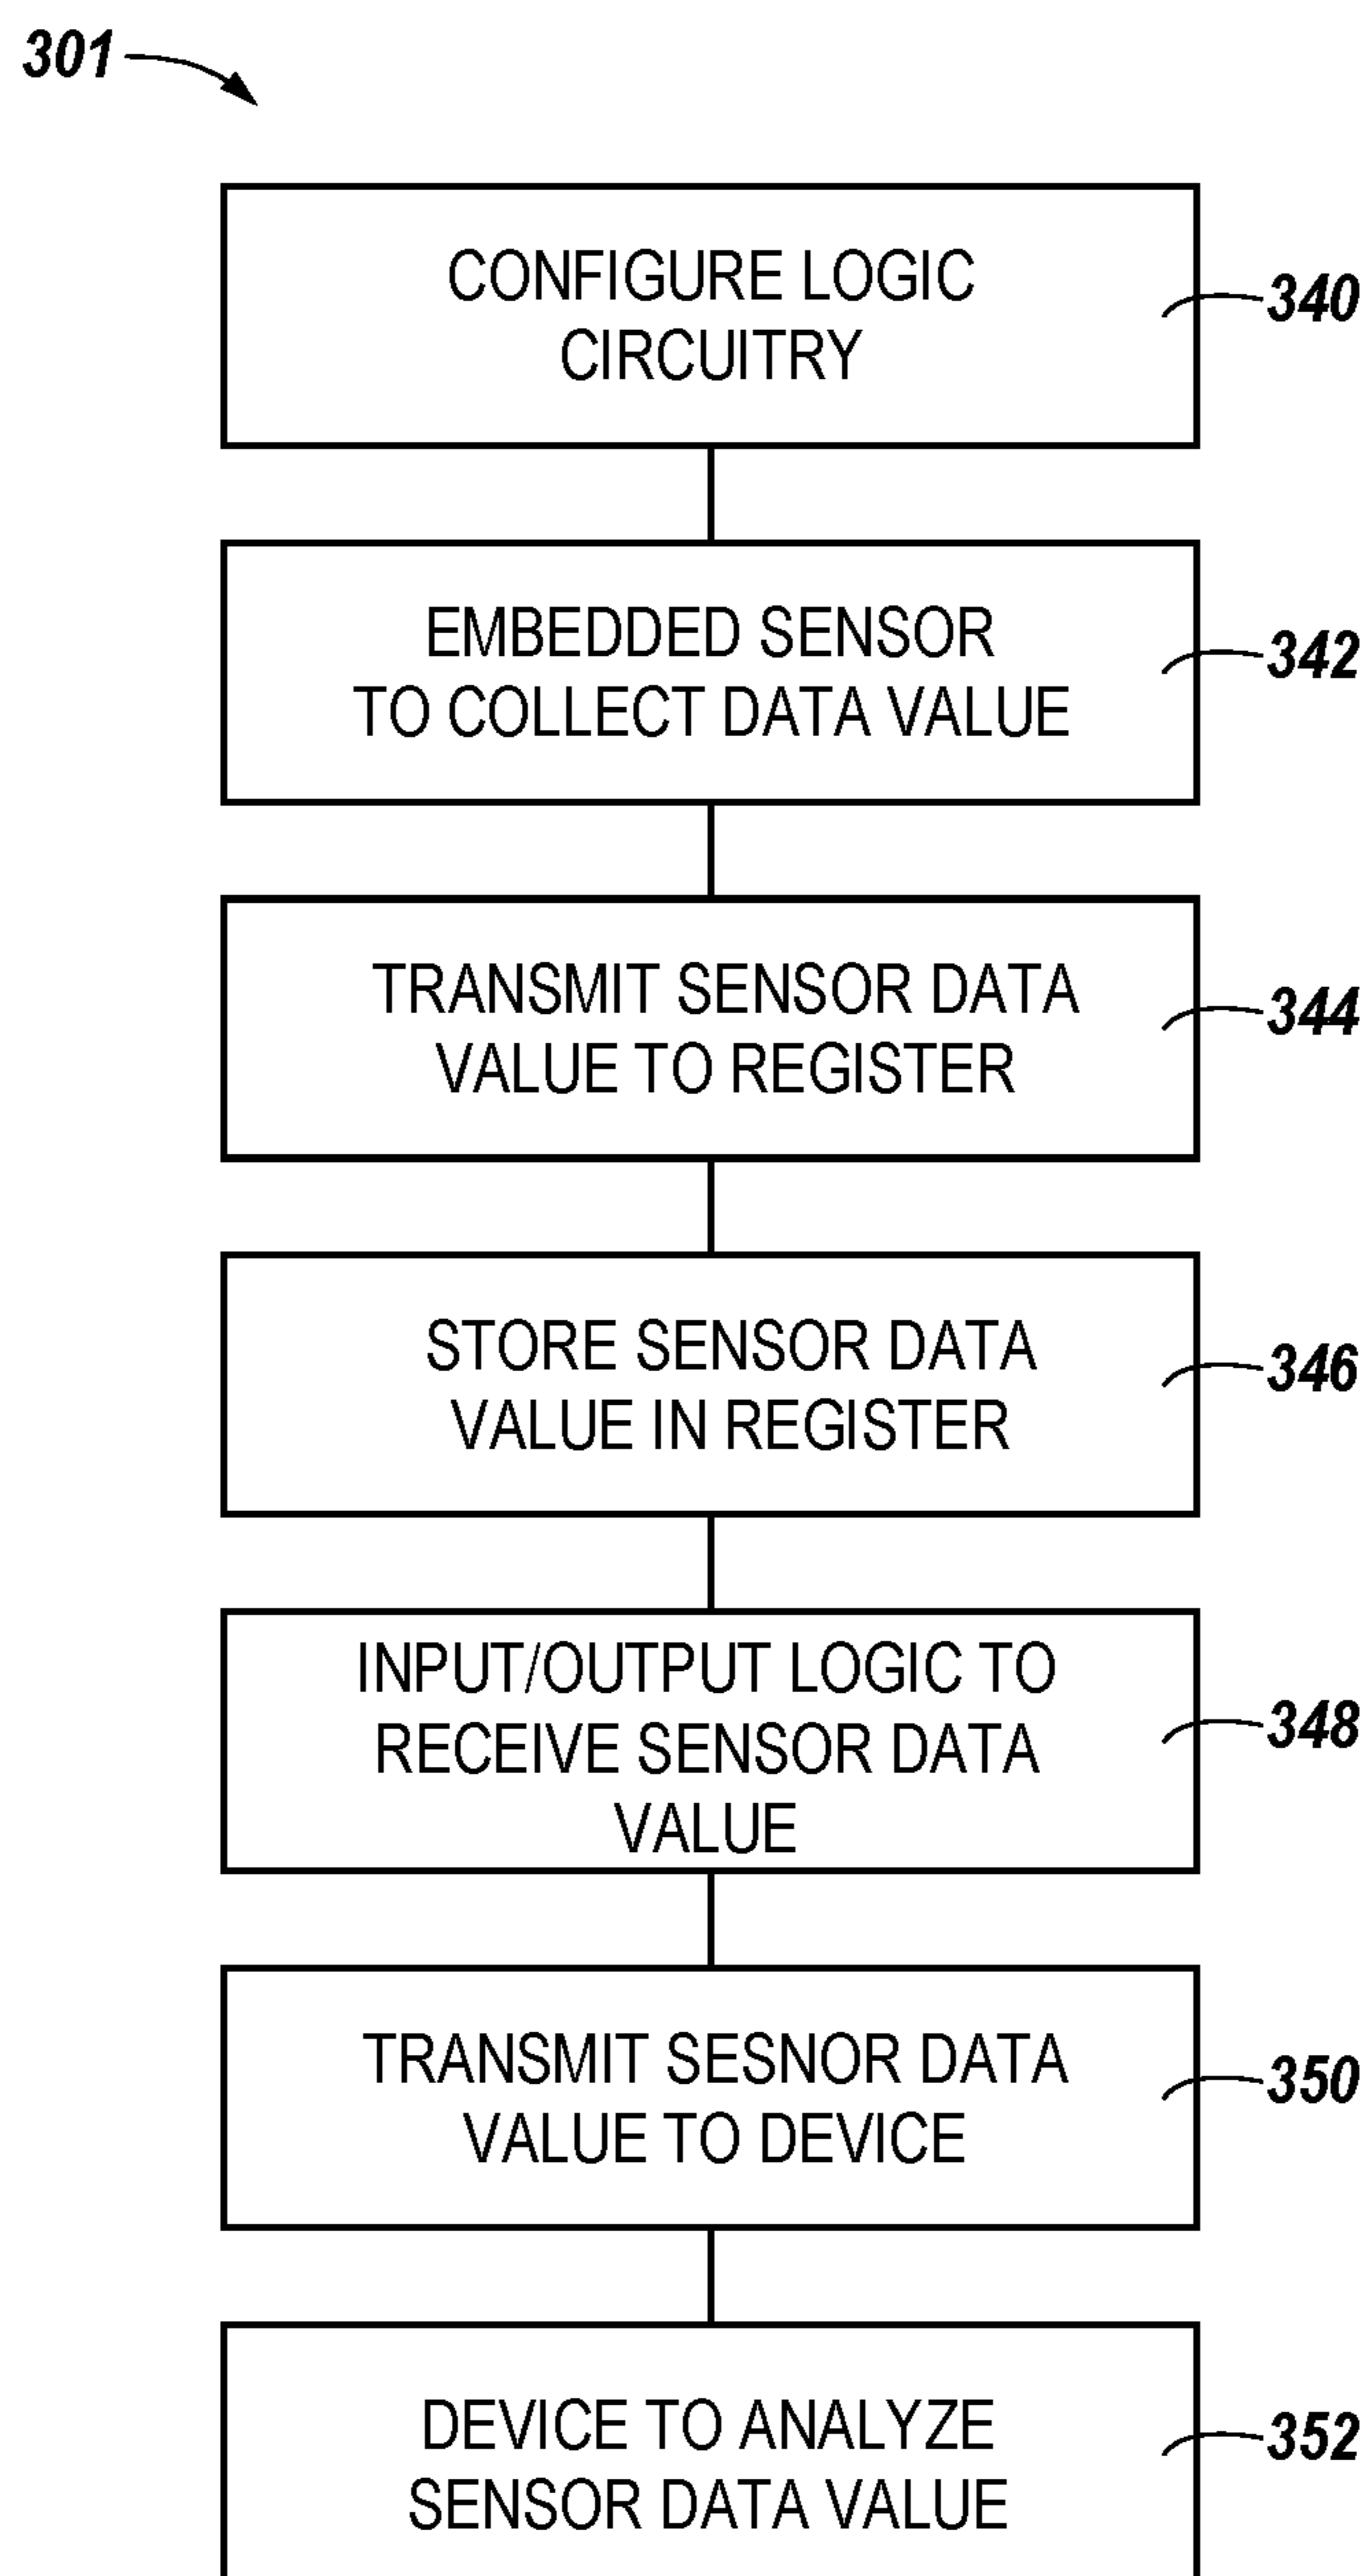 301
CONFIGURE LOGIC
CIRCUITRY
340
EMBEDDED SENSOR
TO COLLECT DATA VALUE
342
TRANSMIT SENSOR DATA
VALUE TO REGISTER
344
STORE SENSOR DATA
VALUE IN REGISTER
346
INPUT/OUTPUT LOGIC TO
RECEIVE SENSOR DATA
VALUE
348
TRANSMIT SESNOR DATA
VALUE TO DEVICE
350
DEVICE TO ANALYZE
SENSOR DATA VALUE
352